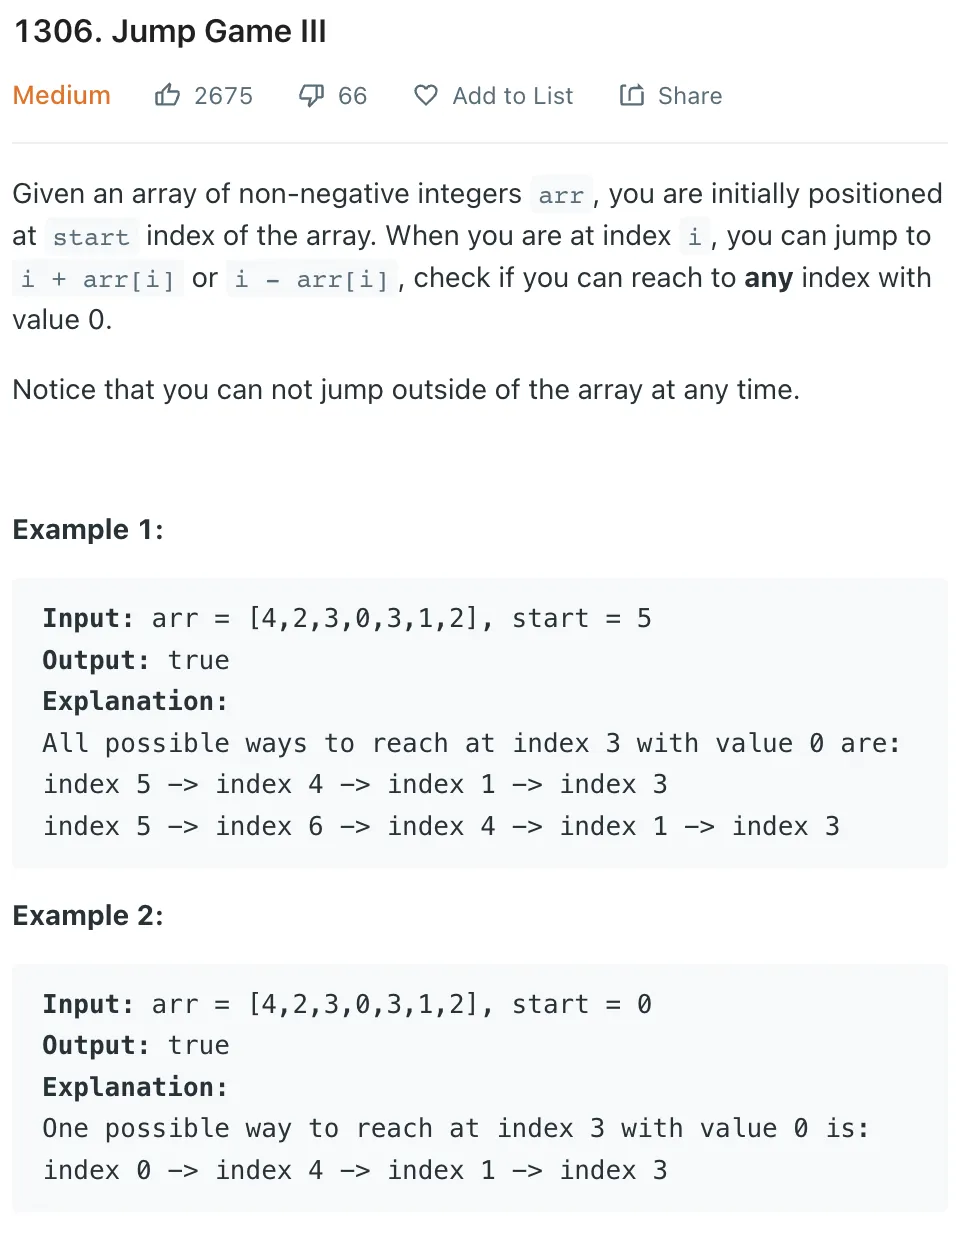 1306. Jump Game III
Medium 2675 66 Add to List Share
Given an array of non-negative integers arr, you are initially positioned
at start index of the array. When you are at index i, you can jump to
i + arr[i] or i - arr[i], check if you can reach to any index with
value 0.
Notice that you can not jump outside of the array at any time.
Example 1:
Input: arr = [4,2,3,0,3,1,2], start = 5
Output: true
Explanation:
All possible ways to reach at index 3 with value 0 are:
index 5 -> index 4 -> index 1 -> index 3
index 5 -> index 6 -> index 4 -> index 1 -> index 3
Example 2:
Input: arr = [4,2,3,0,3,1,2], start = 0
Output: true
Explanation:
One possible way to reach at index 3 with value 0 is:
index 0 -> index 4 -> index 1 -> index 3